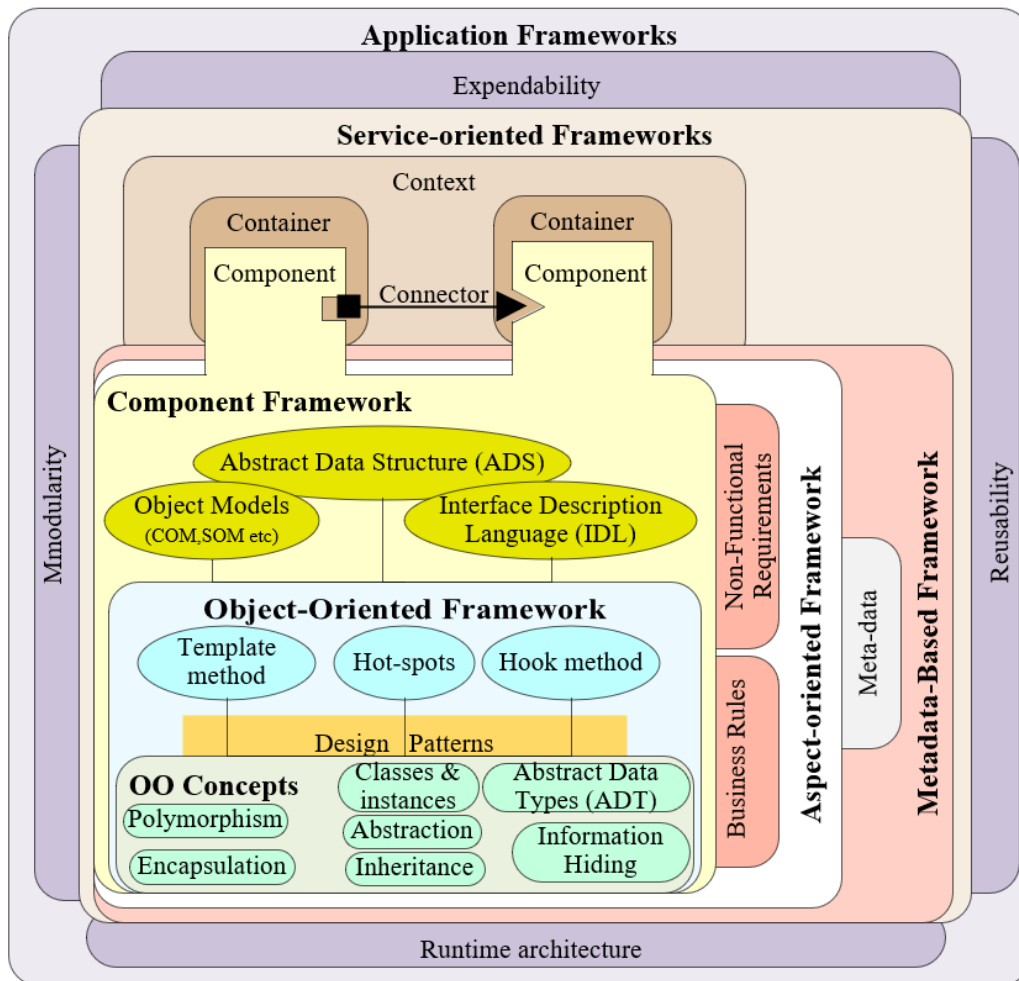 Application Frameworks
Expendability
Service-oriented Frameworks
Context
Container
Container
Component
Component
Connector
Component Framework
Abstract Data Structure (ADS)
Object Models
(COM,SOM etc)
Interface Description
Language (IDL)
Object-Oriented Framework
Template
method
Hot-spots
Hook method
Design Patterns
OO Concepts
Polymorphism
Encapsulation
Classes &
instances
Abstraction
Inheritance
Abstract Data
Types (ADT)
Information
Hiding
Non-Functional
Requirements
Business Rules
Aspect-oriented Framework
Meta-data
Metadata-Based Framework
Mmodularity
Reusability
Runtime architecture